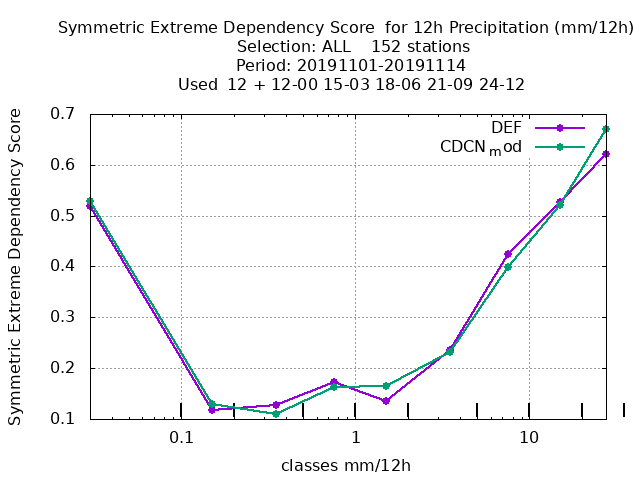 Symmetric Extreme Dependency Score  for 12h Precipitation (mm/12h)
Selection: ALL    152 stations
Period: 20191101-20191114
Used  12 + 12-00 15-03 18-06 21-09 24-12
Symmetric Extreme Dependency Score
0.7
0.6
0.5
0.4
0.3
0.2
0.1
DEF
CDCNmod
0.1
1
10
classes mm/12h